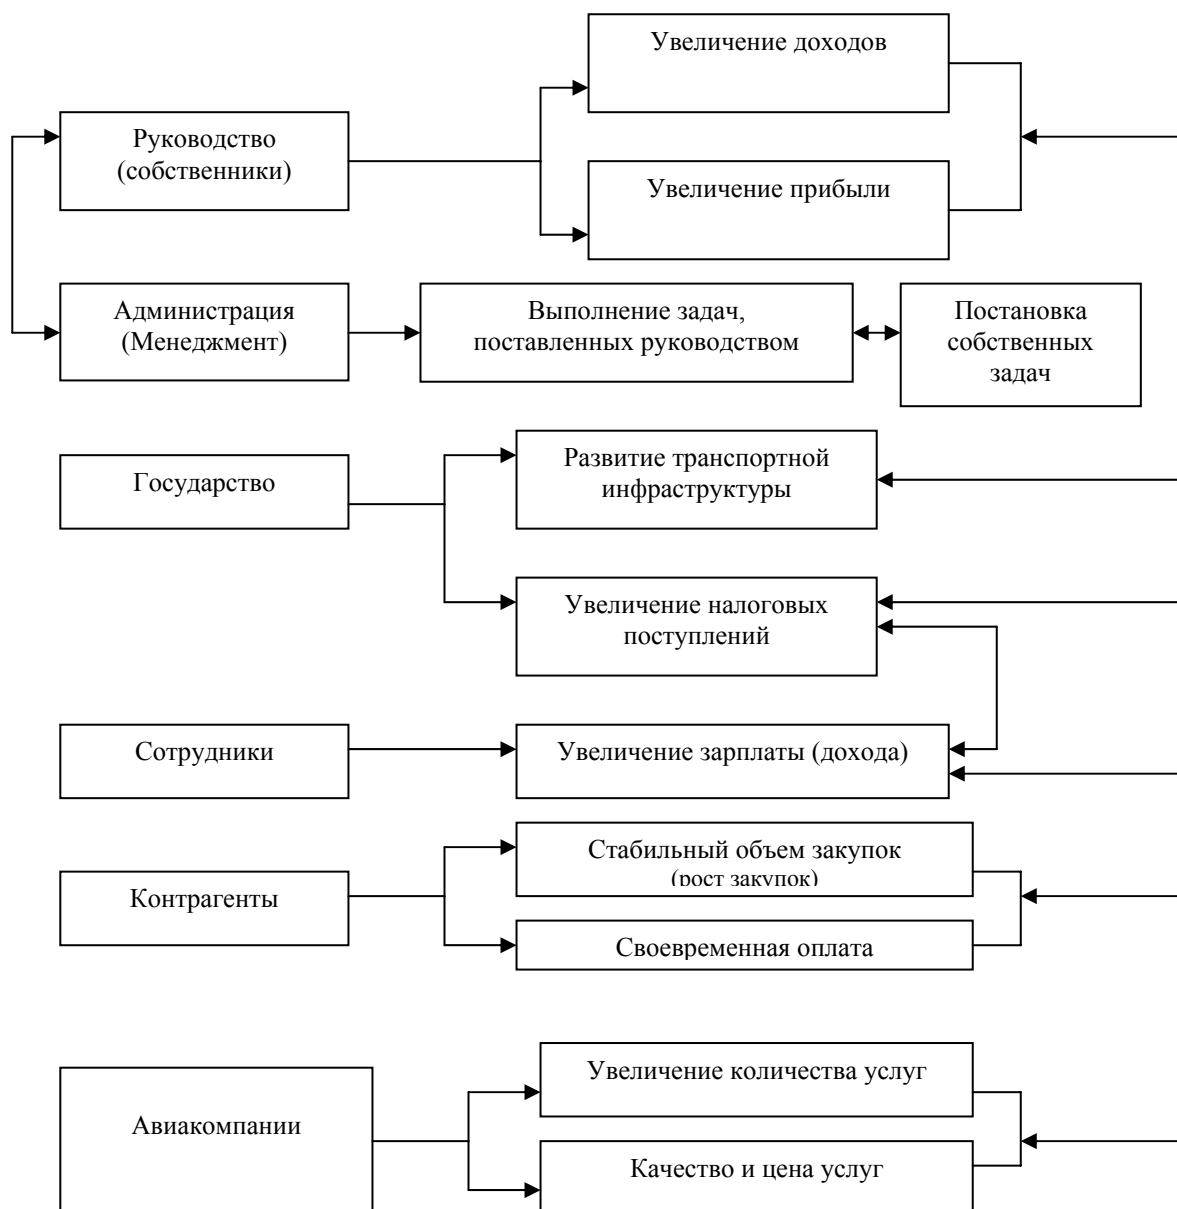 Увеличение доходов
Руководство
(собственники)
Увеличение прибыли
Администрация
(Менеджмент)
Выполнение задач,
поставленных руководством
Постановка
собственных
задач
Государство
Развитие транспортной
инфраструктуры
Увеличение налоговых
поступлений
Сотрудники
Увеличение зарплаты (дохода)
Контрагенты
Стабильный объем закупок
(рост закупок)
Своевременная оплата
Авиакомпании
Увеличение количества услуг
Качество и цена услуг